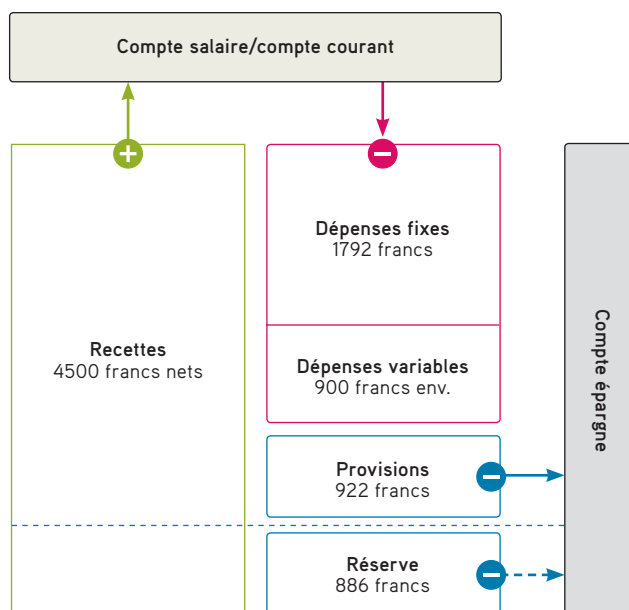 Compte salaire/compte courant
Recettes
4500 francs nets
Dépenses fixes
1792 francs
Dépenses variables
900 francs env.
Provisions
922 francs
Réserve
886 francs
Compte épargne